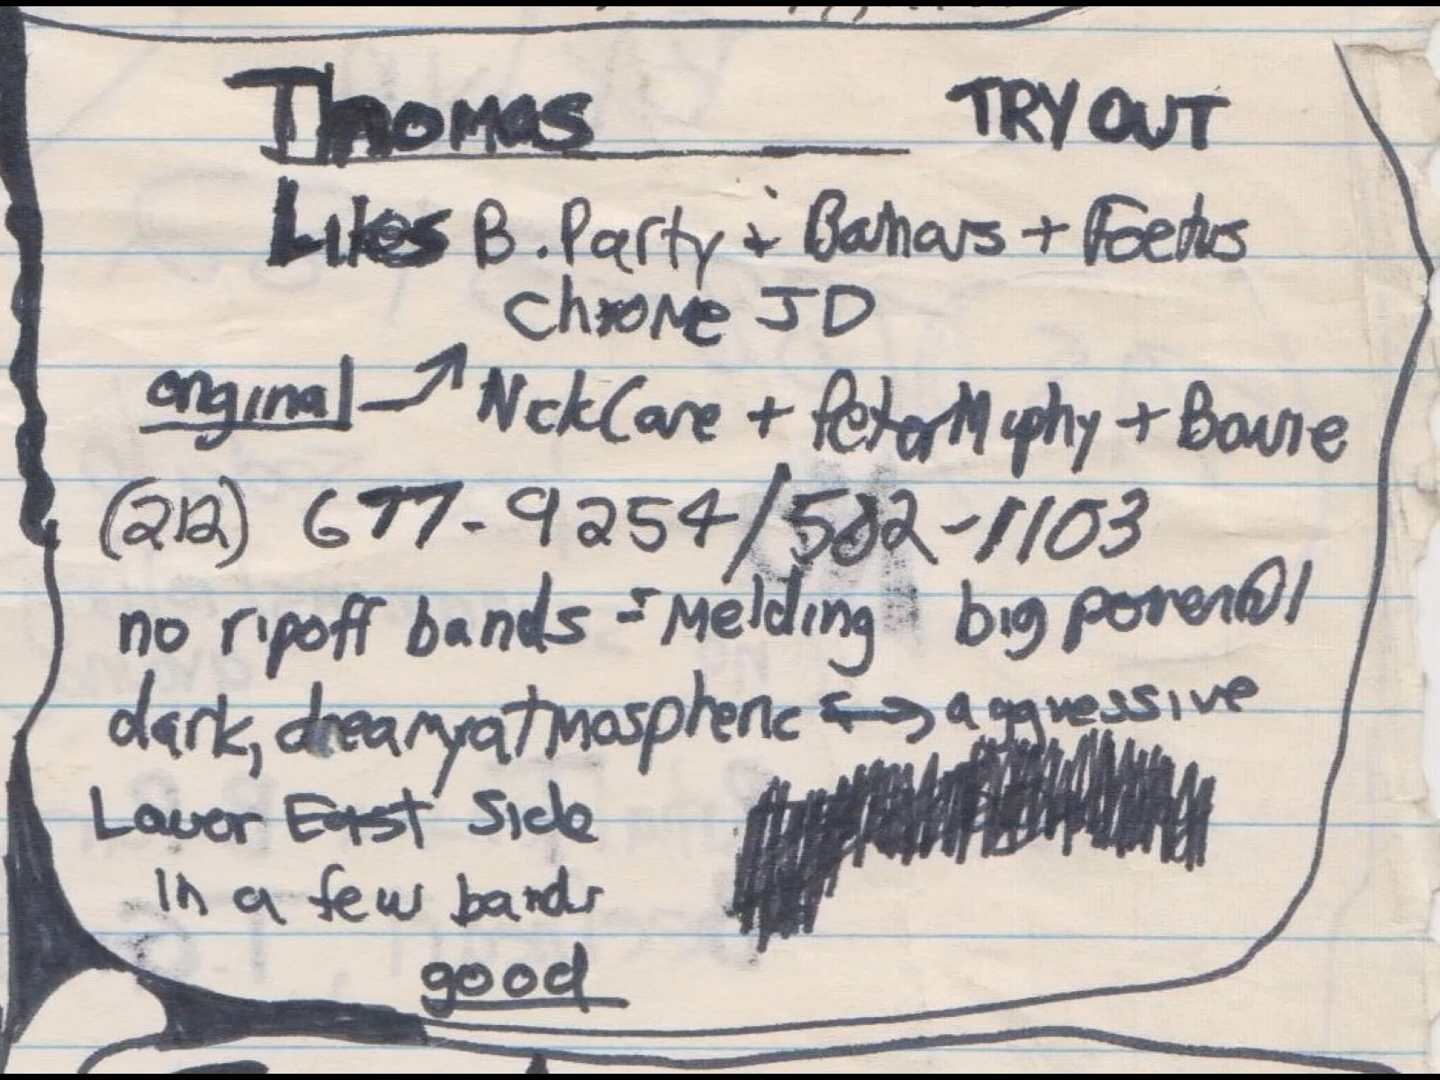 Thomas TRY OUT
Likes B. Party + Bahaus + Foetus
Chrome JD
original → Nick Cave + Peter Murphy + Bowie
(212) 677-9254/582-1103
no ripoff bands = Melding big potential
dark, dreamy atmospheric ↔ aggressive
Lower East Side
in a few bands
good